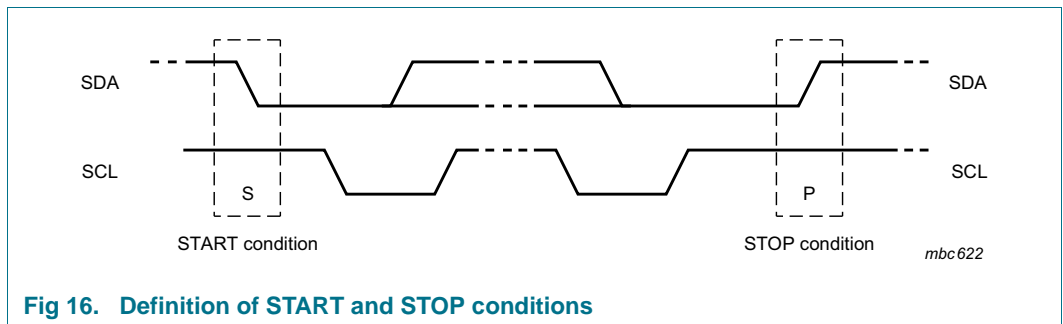 SDA SDA
SCL SCL
S P
START condition STOP condition
mbc622
Fig 16. Definition of START and STOP conditions